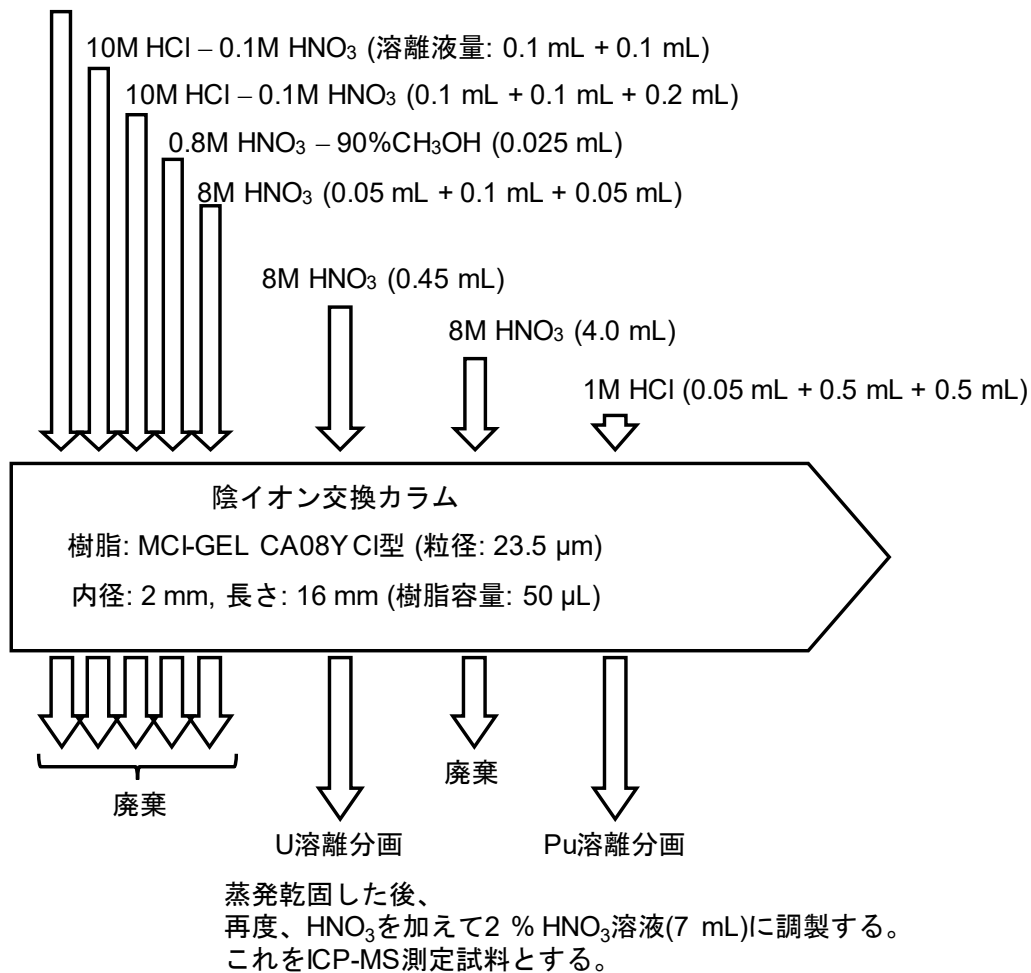 10M HCl – 0.1M HNO₃ (溶離液量: 0.1 mL + 0.1 mL)
10M HCl – 0.1M HNO₃ (0.1 mL + 0.1 mL + 0.2 mL)
0.8M HNO₃ – 90%CH₃OH (0.025 mL)
8M HNO₃ (0.05 mL + 0.1 mL + 0.05 mL)
8M HNO₃ (0.45 mL)
8M HNO₃ (4.0 mL)
1M HCl (0.05 mL + 0.5 mL + 0.5 mL)
陰イオン交換カラム
樹脂: MCI-GEL CA08Y Cl型 (粒径: 23.5 µm)
内径: 2 mm, 長さ: 16 mm (樹脂容量: 50 µL)
廃棄
廃棄
U溶離分画
Pu溶離分画
蒸発乾固した後、
再度、HNO₃を加えて2 % HNO₃溶液(7 mL)に調製する。
これをICP-MS測定試料とする。